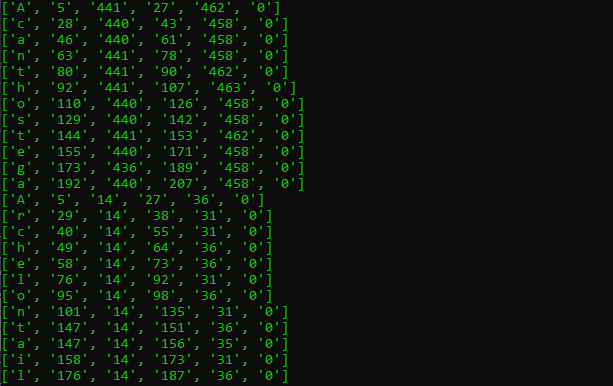 ['A', '5', '441', '27', '462', '0']
['c', '28', '440', '43', '458', '0']
['a', '46', '440', '61', '458', '0']
['n', '63', '441', '78', '458', '0']
['t', '80', '441', '90', '462', '0']
['h', '92', '441', '107', '463', '0']
['o', '110', '440', '126', '458', '0']
['s', '129', '440', '142', '458', '0']
['t', '144', '441', '153', '462', '0']
['e', '155', '440', '171', '458', '0']
['g', '173', '436', '189', '458', '0']
['a', '192', '440', '207', '458', '0']
['A', '5', '14', '27', '36', '0']
['r', '29', '14', '38', '31', '0']
['c', '40', '14', '55', '31', '0']
['h', '49', '14', '64', '36', '0']
['e', '58', '14', '73', '36', '0']
['l', '76', '14', '92', '31', '0']
['o', '95', '14', '98', '36', '0']
['n', '101', '14', '135', '31', '0']
['t', '147', '14', '151', '36', '0']
['a', '147', '14', '156', '35', '0']
['i', '158', '14', '173', '31', '0']
['l', '176', '14', '187', '36', '0']